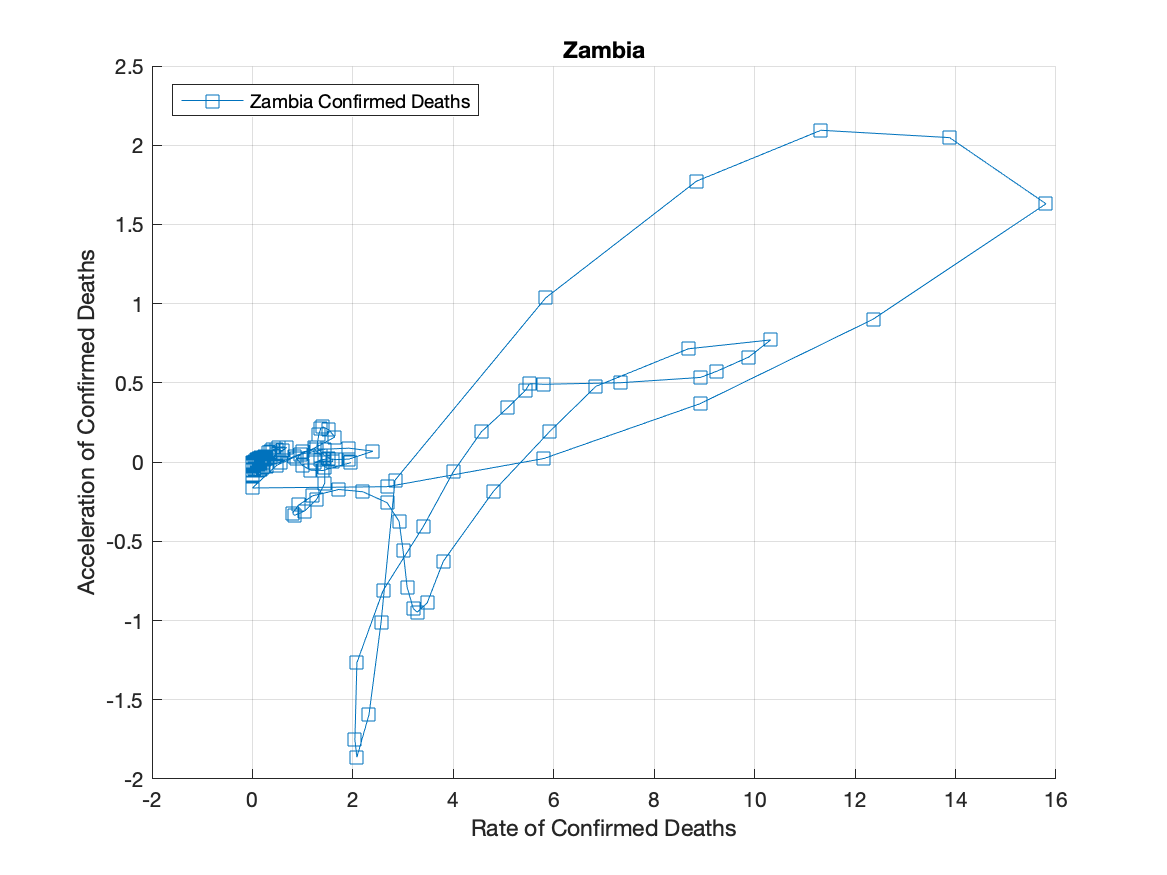 Zambia
2.5
Zambia Confirmed Deaths
2
1.5
1
0.5
0
-0.5
-1
-1.5
-2
Acceleration of Confirmed Deaths
-2 0 2 4 6 8 10 12 14 16
Rate of Confirmed Deaths